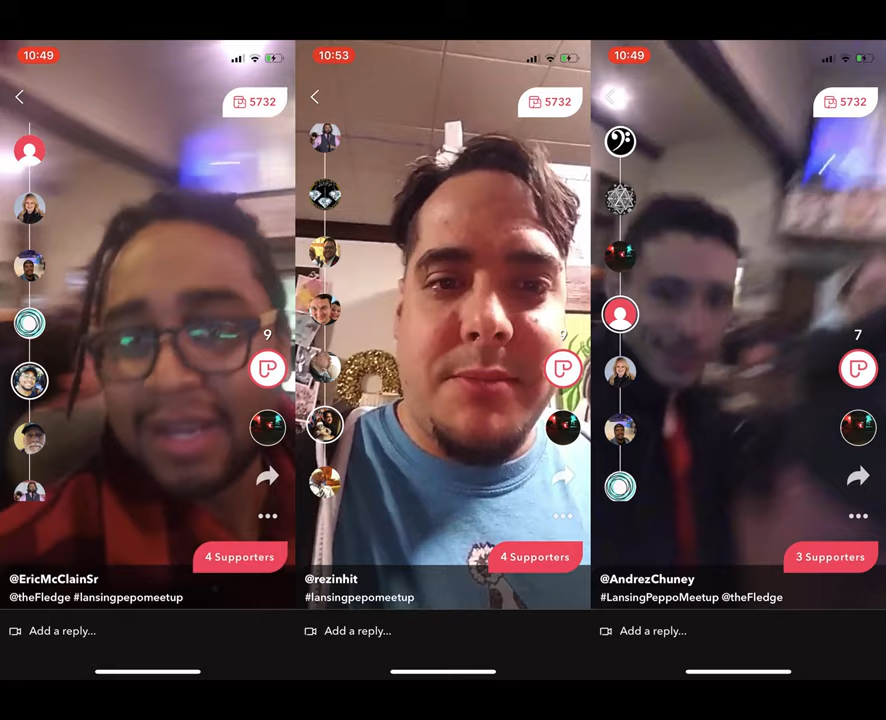 10:49
5732
9
4 Supporters
@EricMcClainSr
@theFledge #lansingpepomeetup
Add a reply...
10:53
5732
9
4 Supporters
@rezinhit
#lansingpepomeetup
Add a reply...
10:49
5732
7
3 Supporters
@AndrezChuney
#LansingPeppoMeetup @theFledge
Add a reply...